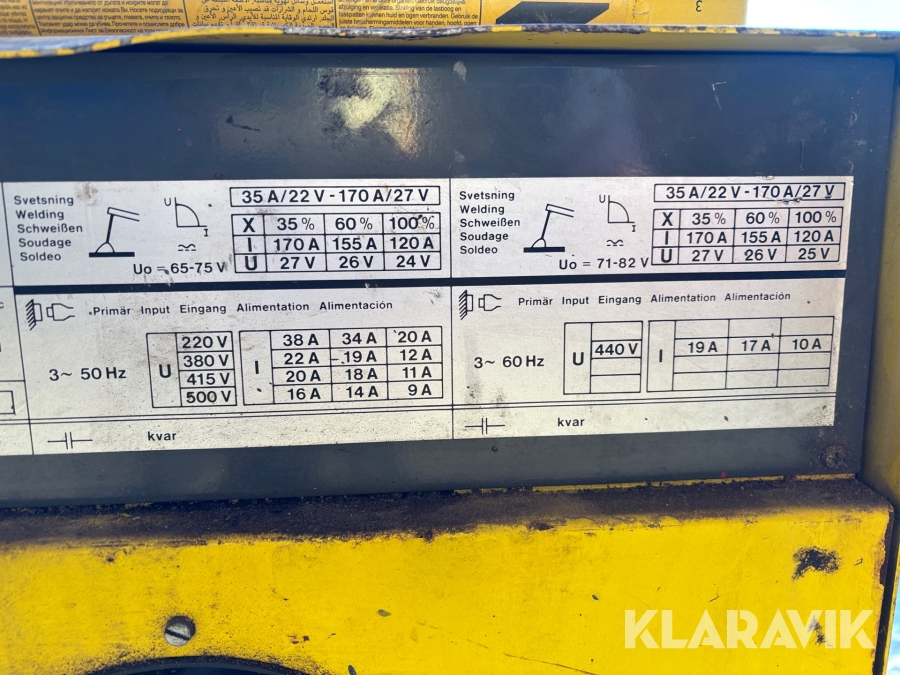 Svetsning
Welding
Schweißen
Soudage
Soldeo
U
I
Uo = 65-75 V
35 A/22 V - 170 A/27 V
X 35 % 60 % 100 %
I 170 A 155 A 120 A
U 27 V 26 V 24 V
Primär Input Eingang Alimentation Alimentación
3~ 50 Hz
U
220 V
380 V
415 V
500 V
I
38 A 34 A 20 A
22 A 19 A 12 A
20 A 18 A 11 A
16 A 14 A 9 A
kvar
Svetsning
Welding
Schweißen
Soudage
Soldeo
U
I
Uo = 71-82 V
35 A/22 V - 170 A/27 V
X 35 % 60 % 100 %
I 170 A 155 A 120 A
U 27 V 26 V 25 V
Primär Input Eingang Alimentation Alimentación
3~ 60 Hz
U
440 V
I
19 A 17 A 10 A
kvar
KLARAVIK